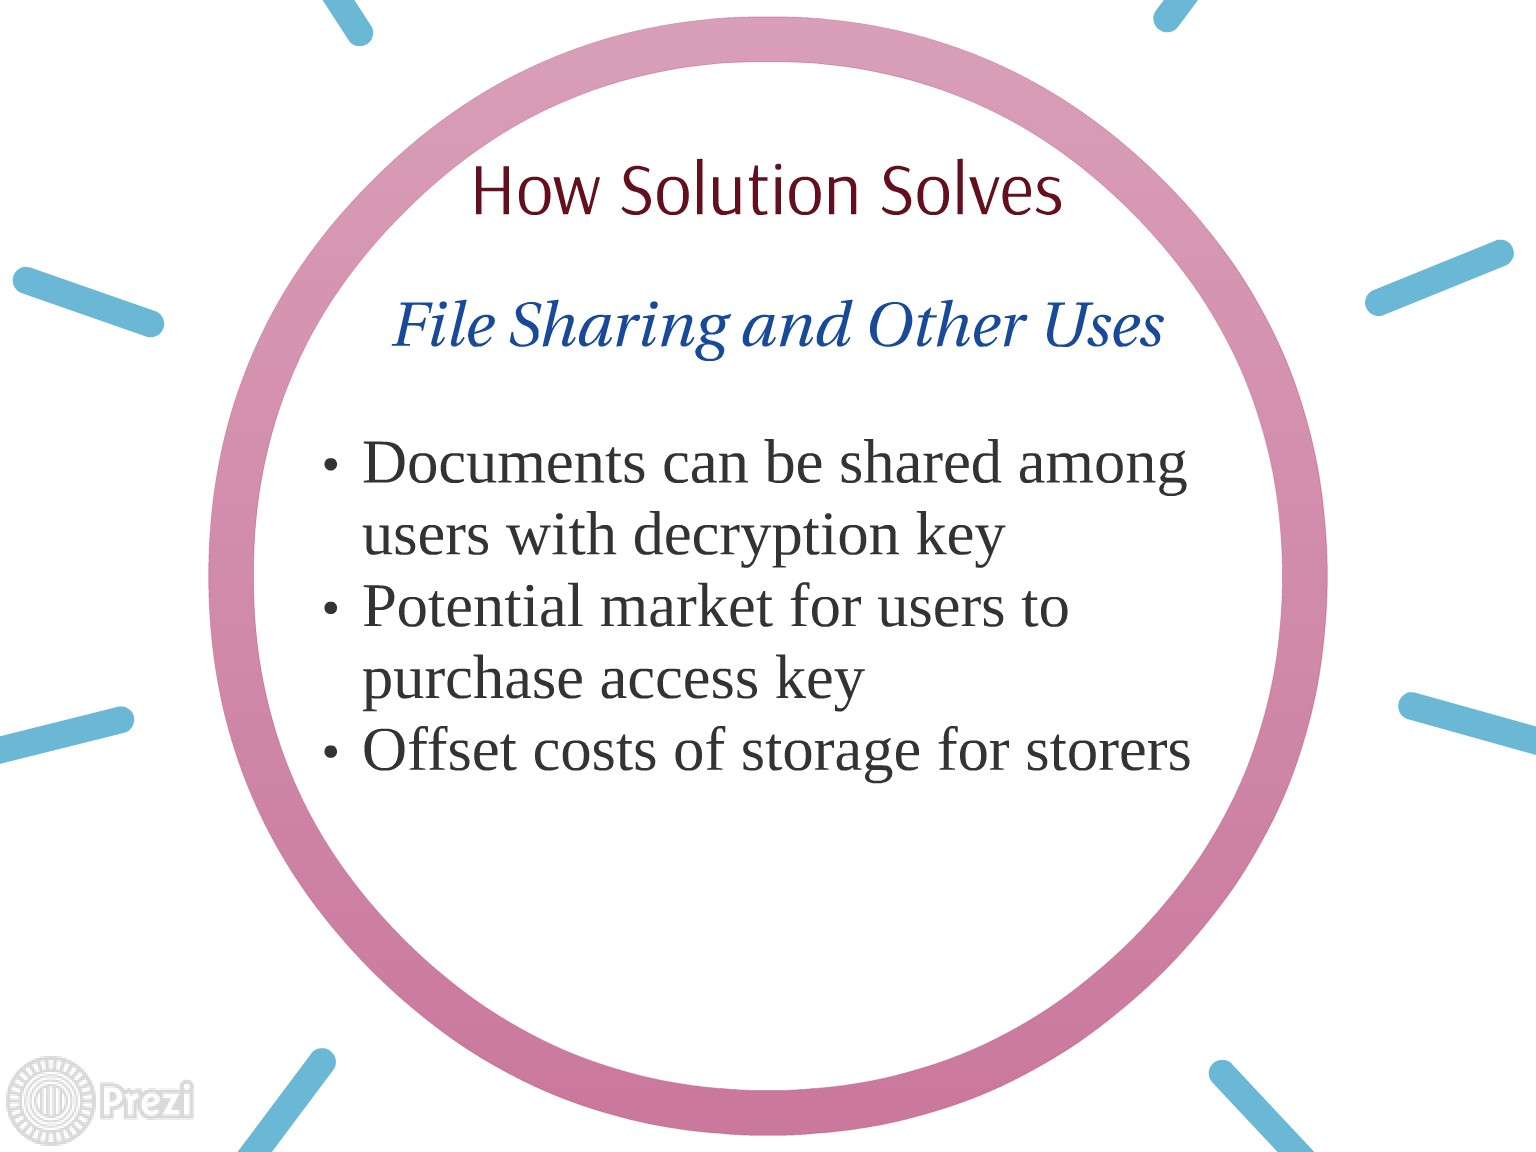 How Solution Solves
File Sharing and Other Uses
• Documents can be shared among
users with decryption key
• Potential market for users to
purchase access key
• Offset costs of storage for storers
Prezi